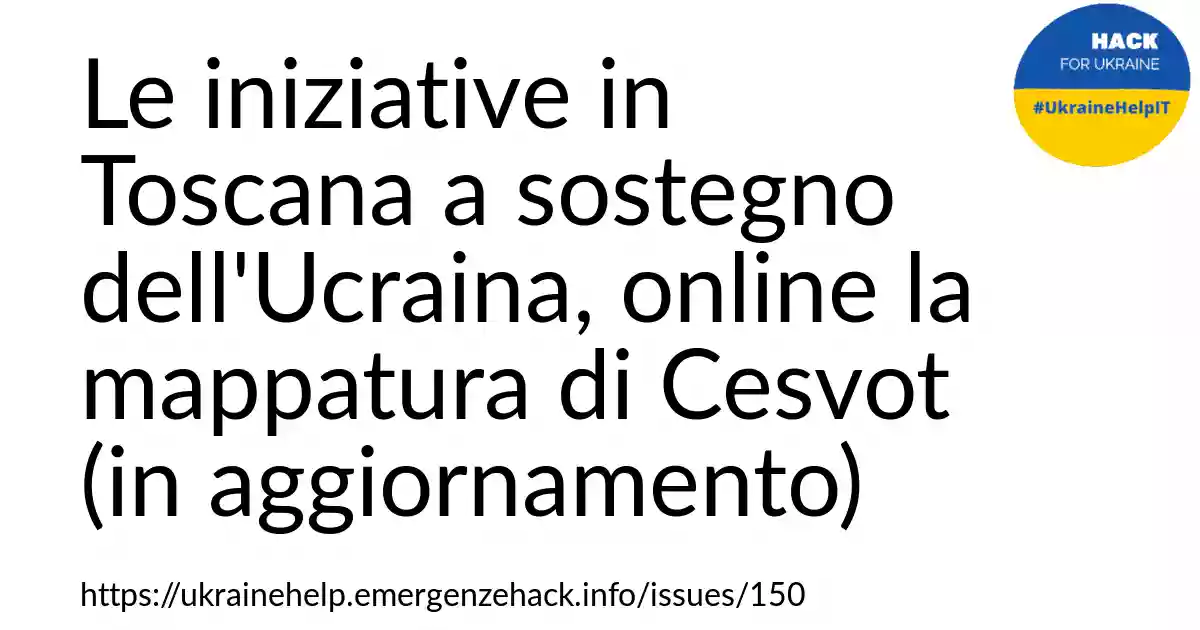 HACK
FOR UKRAINE
#UkraineHelpIT
Le iniziative in
Toscana a sostegno
dell'Ucraina, online la
mappatura di Cesvot
(in aggiornamento)
https://ukrainehelp.emergenzehack.info/issues/150